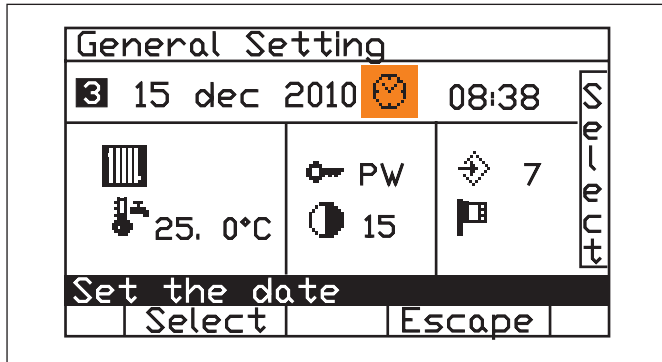 General Setting
3 15 dec 2010 08:38
Select
PW 7
25. 0°C 15
Set the date
Select Escape